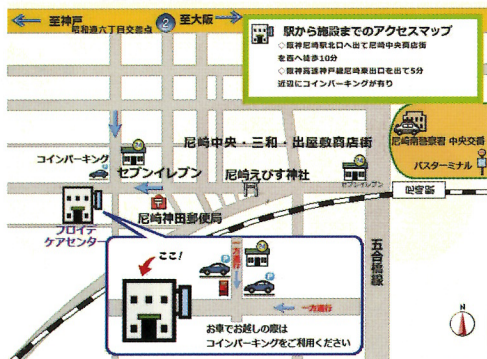 至神戸
昭和通六丁目交差点
2
至大阪
駅から施設までのアクセスマップ
◇阪神尼崎駅北口へ出て尼崎中央商店街
を西へ徒歩10分
◇阪神高速神戸線尼崎東出口を出て5分
近辺にコインパーキングが有り
尼崎中央・三和・出屋敷商店街
尼崎南警察署 中央交番
バスターミナル
コインパーキング
セブンイレブン
尼崎えびす神社
セブンイレブン
尼崎駅
尼崎神田郵便局
フロイデ
ケアセンター
五合橋線
ここ!
一方通行
一方通行
お車でお越しの際は
コインパーキングをご利用ください
N